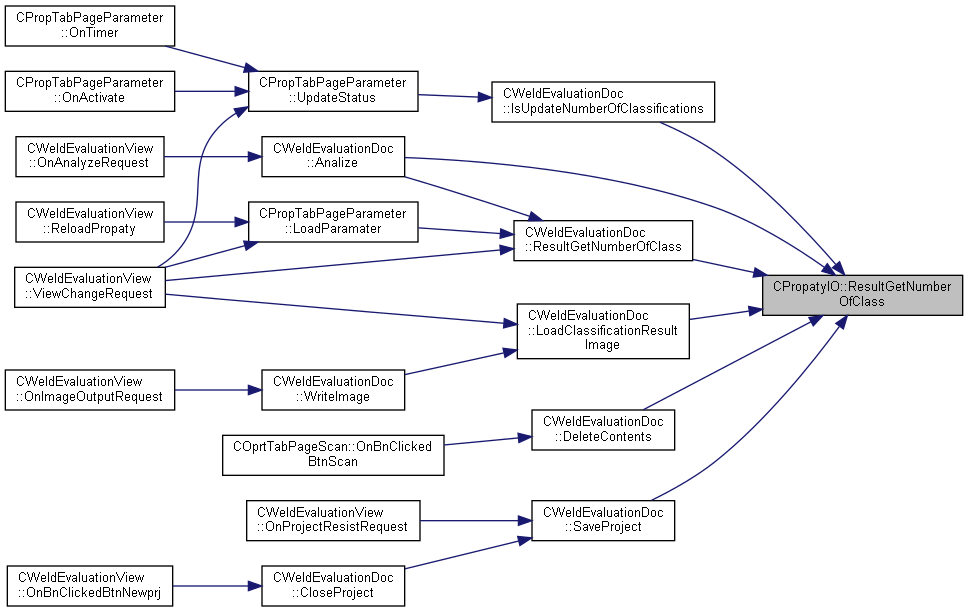 CPropTabPageParameter
::OnTimer
CPropTabPageParameter
::OnActivate
CPropTabPageParameter
::UpdateStatus
CWeldEvaluationDoc
::IsUpdateNumberOfClassifications
CWeldEvaluationView
::OnAnalyzeRequest
CWeldEvaluationDoc
::Analize
CWeldEvaluationView
::ReloadPropaty
CPropTabPageParameter
::LoadParamater
CWeldEvaluationDoc
::ResultGetNumberOfClass
CWeldEvaluationView
::ViewChangeRequest
CPropatyIO::ResultGetNumber
OfClass
CWeldEvaluationDoc
::LoadClassificationResult
Image
CWeldEvaluationView
::OnImageOutputRequest
CWeldEvaluationDoc
::WriteImage
CWeldEvaluationDoc
::DeleteContents
COprtTabPageScan::OnBnClicked
BtnScan
CWeldEvaluationView
::OnProjectResistRequest
CWeldEvaluationDoc
::SaveProject
CWeldEvaluationView
::OnBnClickedBtnNewprj
CWeldEvaluationDoc
::CloseProject